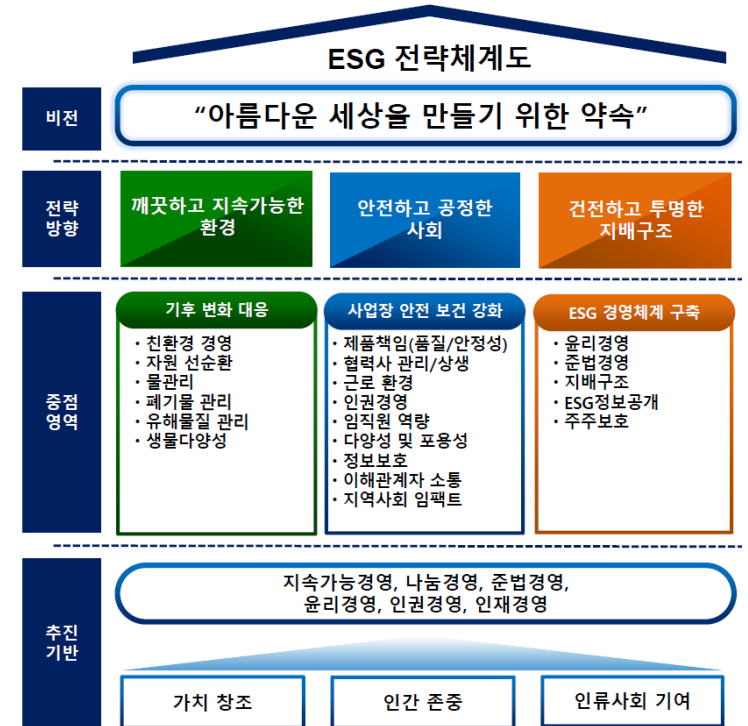 ESG 전략체계도
비전
“아름다운 세상을 만들기 위한 약속”
전략
방향
깨끗하고 지속가능한
환경
안전하고 공정한
사회
건전하고 투명한
지배구조
중점
영역
기후 변화 대응
· 친환경 경영
· 자원 선순환
· 물관리
· 폐기물 관리
· 유해물질 관리
· 생물다양성
사업장 안전 보건 강화
· 제품책임(품질/안정성)
· 협력사 관리/상생
· 근로 환경
· 인권경영
· 임직원 역량
· 다양성 및 포용성
· 정보보호
· 이해관계자 소통
· 지역사회 임팩트
ESG 경영체계 구축
· 윤리경영
· 준법경영
· 지배구조
· ESG정보공개
· 주주보호
추진
기반
지속가능경영, 나눔경영, 준법경영,
윤리경영, 인권경영, 인재경영
가치 창조
인간 존중
인류사회 기여